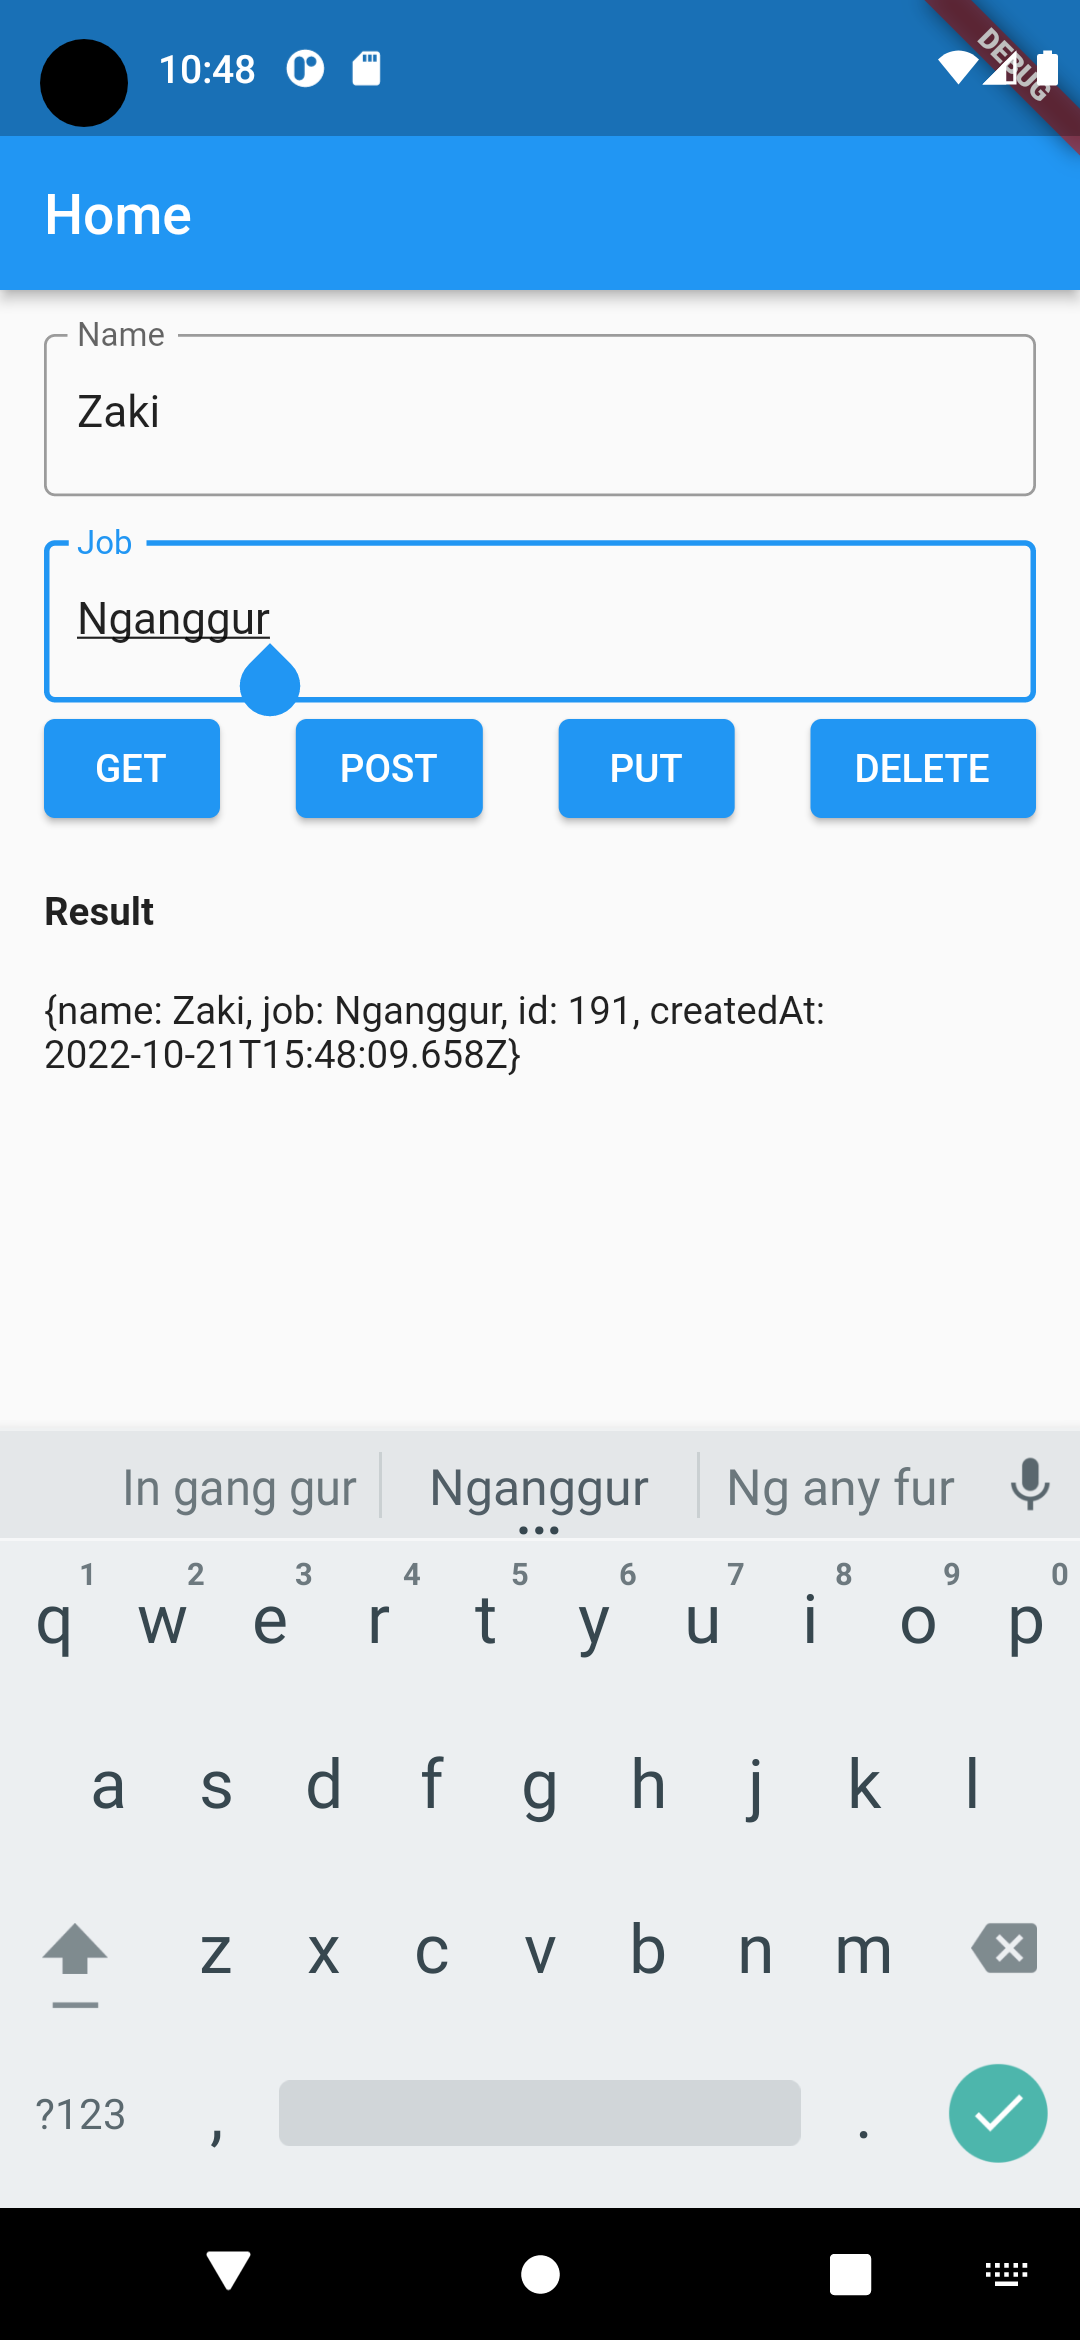 10:48
DEBUG
Home
Name
Zaki
Job
Nganggur
GET POST PUT DELETE
Result
{name: Zaki, job: Nganggur, id: 191, createdAt:
2022-10-21T15:48:09.658Z}
In gang gur Nganggur Ng any fur
1 2 3 4 5 6 7 8 9 0
q w e r t y u i o p
a s d f g h j k l
z x c v b n m
?123 , .